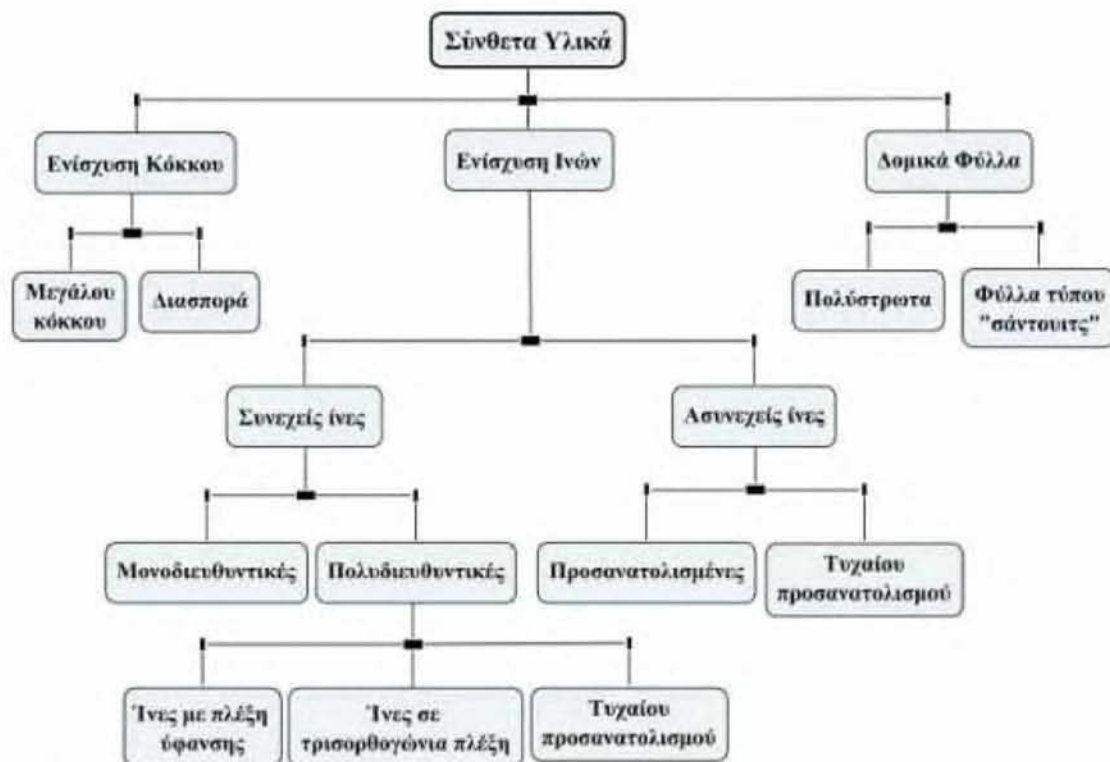 Σύνθετα Υλικά
Ενίσχυση Κόκκου
Ενίσχυση Ινών
Δομικά Φύλλα
Μεγάλου
κόκκου
Διασπορά
Πολύστρωτα
Φύλλα τύπου
"σάντουιτς"
Συνεχείς ίνες
Ασυνεχείς ίνες
Μονοδιευθυντικές
Πολυδιευθυντικές
Προσανατολισμένες
Τυχαίου
προσανατολισμού
Ίνες με πλέξη
ύφανσης
Ίνες σε
τρισορθογώνια πλέξη
Τυχαίου
προσανατολισμού